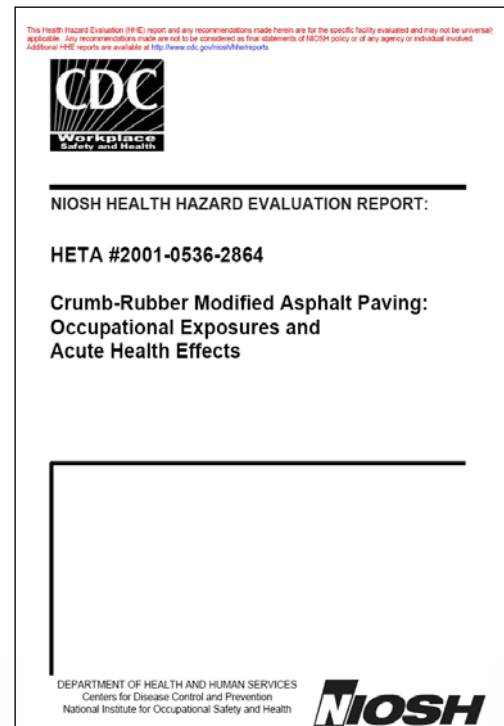 This Health Hazard Evaluation (HHE) report and any recommendations made herein are for the specific facility evaluated and may not be universally
applicable. Any recommendations made are not to be considered as final statements of NIOSH policy or of any agency or individual involved.
Additional HHE reports are available at http://www.cdc.gov/niosh/hhe/reports
CDC
Workplace
Safety and Health
NIOSH HEALTH HAZARD EVALUATION REPORT:
HETA #2001-0536-2864
Crumb-Rubber Modified Asphalt Paving:
Occupational Exposures and
Acute Health Effects
DEPARTMENT OF HEALTH AND HUMAN SERVICES
Centers for Disease Control and Prevention
National Institute for Occupational Safety and Health
NIOSH